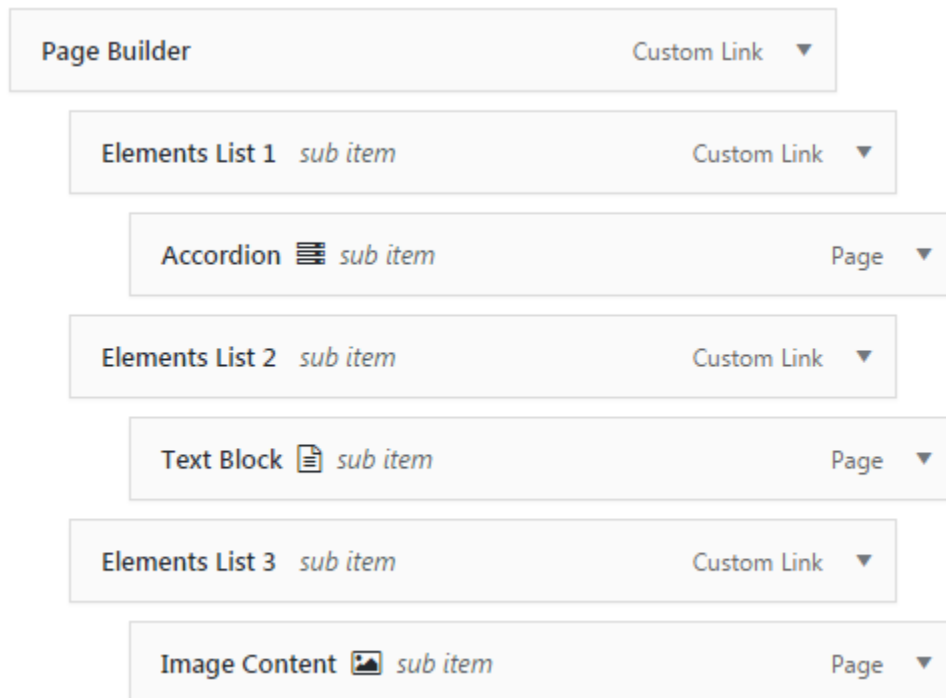 Page Builder Custom Link
Elements List 1 sub item Custom Link
Accordion sub item Page
Elements List 2 sub item Custom Link
Text Block sub item Page
Elements List 3 sub item Custom Link
Image Content sub item Page